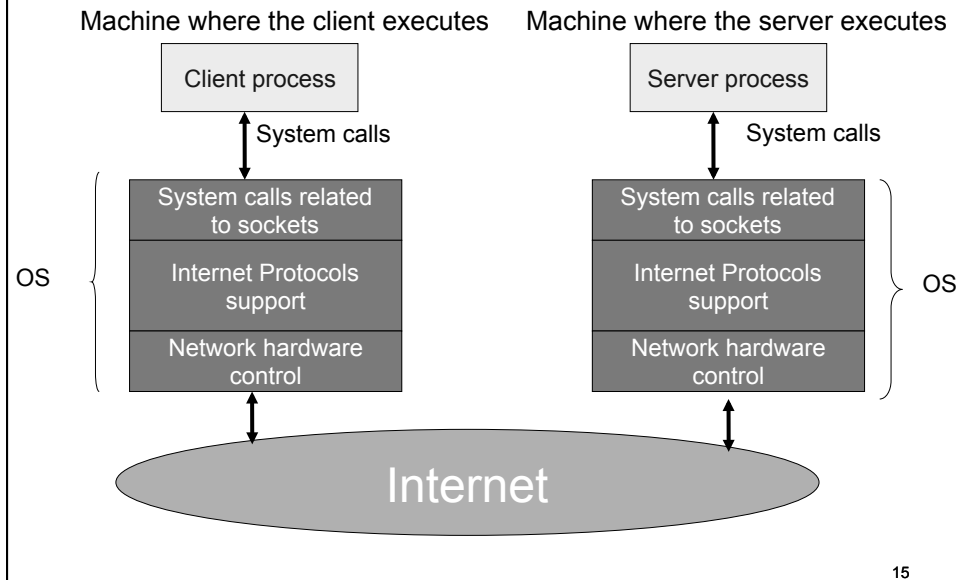 Machine where the client executes
Machine where the server executes
Client process
Server process
System calls
System calls
System calls related
to sockets
System calls related
to sockets
OS
Internet Protocols
support
Internet Protocols
support
OS
Network hardware
control
Network hardware
control
Internet
15